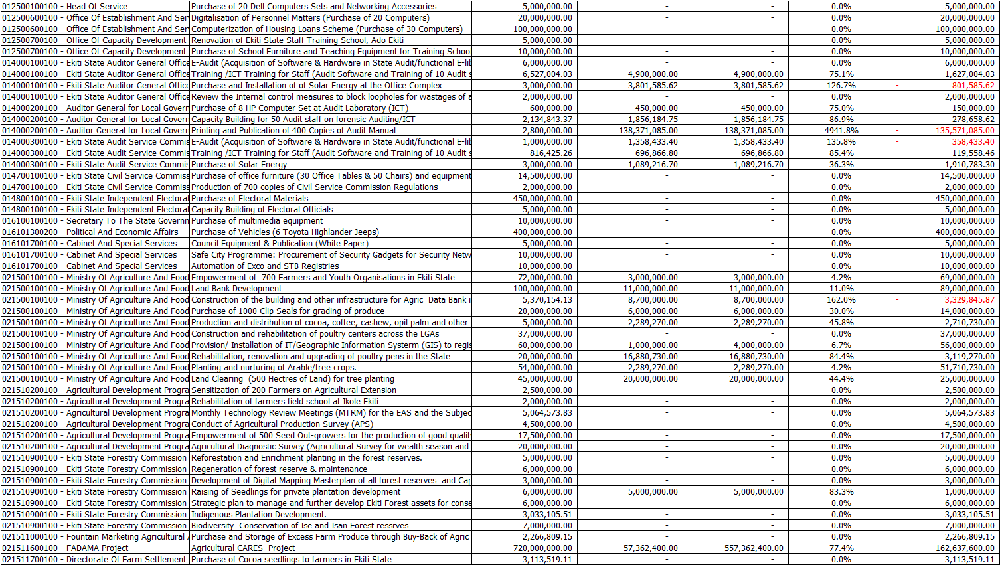 012500100100 - Head Of Service Purchase of 20 Dell Computers Sets and Networking Accessories 5,000,000.00 - - 0.0% 5,000,000.00
012500600100 - Office Of Establishment And Ser Digitalisation of Personnel Matters (Purchase of 20 Computers) 20,000,000.00 - - 0.0% 20,000,000.00
012500600100 - Office Of Establishment And Ser Computerization of Housing Loans Scheme (Purchase of 30 Computers) 100,000,000.00 - - 0.0% 100,000,000.00
012500700100 - Office Of Capacity Development Renovation of Ekiti State Staff Training School, Ado Ekiti 5,000,000.00 - - 0.0% 5,000,000.00
012500700100 - Office Of Capacity Development Purchase of School Furniture and Teaching Equipment for Training School 10,000,000.00 - - 0.0% 10,000,000.00
014000100100 - Ekiti State Auditor General Office E-Audit (Acquisition of Software & Hardware in State Audit/functional E-lib 6,000,000.00 - - 0.0% 6,000,000.00
014000100100 - Ekiti State Auditor General Office Training /ICT Training for Staff (Audit Software and Training of 10 Audit s 6,527,004.03 4,900,000.00 4,900,000.00 75.1% 1,627,004.03
014000100100 - Ekiti State Auditor General Office Purchase and Installation of of Solar Energy at the Office Complex 3,000,000.00 3,801,585.62 3,801,585.62 126.7% - 801,585.62
014000100100 - Ekiti State Auditor General Office Review the Internal control measures to block loopholes for wastages of a 2,000,000.00 - - 0.0% 2,000,000.00
014000200100 - Auditor General for Local Govern Purchase of 8 HP Computer Set at Audit Laboratory (ICT) 600,000.00 450,000.00 450,000.00 75.0% 150,000.00
014000200100 - Auditor General for Local Govern Capacity Building for 50 Audit staff on forensic Auditing/ICT 2,134,843.37 1,856,184.75 1,856,184.75 86.9% 278,658.62
014000200100 - Auditor General for Local Govern Printing and Publication of 400 Copies of Audit Manual 2,800,000.00 138,371,085.00 138,371,085.00 4941.8% - 135,571,085.00
014000300100 - Ekiti State Audit Service Commis E-Audit (Acquisition of Software & Hardware in State Audit/functional E-lib 1,000,000.00 1,358,433.40 1,358,433.40 135.8% - 358,433.40
014000300100 - Ekiti State Audit Service Commis Training /ICT Training for Staff (Audit Software and Training of 10 Audit s 816,425.26 696,866.80 696,866.80 85.4% 119,558.46
014000300100 - Ekiti State Audit Service Commis Purchase of Solar Energy 3,000,000.00 1,089,216.70 1,089,216.70 36.3% 1,910,783.30
014700100100 - Ekiti State Civil Service Commiss Purchase of office furniture (30 Office Tables & 50 Chairs) and equipment 14,500,000.00 - - 0.0% 14,500,000.00
014700100100 - Ekiti State Civil Service Commiss Production of 700 copies of Civil Service Commission Regulations 2,000,000.00 - - 0.0% 2,000,000.00
014800100100 - Ekiti State Independent Electoral Purchase of Electoral Materials 450,000,000.00 - - 0.0% 450,000,000.00
014800100100 - Ekiti State Independent Electoral Capacity Building of Electoral Officials 5,000,000.00 - - 0.0% 5,000,000.00
016100100100 - Secretary To The State Governm Purchase of multimedia equipment 10,000,000.00 - - 0.0% 10,000,000.00
016101300200 - Political And Economic Affairs Purchase of Vehicles (6 Toyota Highlander Jeeps) 400,000,000.00 - - 0.0% 400,000,000.00
016101700100 - Cabinet And Special Services Council Equipment & Publication (White Paper) 5,000,000.00 - - 0.0% 5,000,000.00
016101700100 - Cabinet And Special Services Safe City Programme: Procurement of Security Gadgets for Security Netw 10,000,000.00 - - 0.0% 10,000,000.00
016101700100 - Cabinet And Special Services Automation of Exco and STB Registries 10,000,000.00 - - 0.0% 10,000,000.00
021500100100 - Ministry Of Agriculture And Food Empowerment of  700 Farmers and Youth Organisations in Ekiti State 72,000,000.00 3,000,000.00 3,000,000.00 4.2% 69,000,000.00
021500100100 - Ministry Of Agriculture And Food Land Bank Development 100,000,000.00 11,000,000.00 11,000,000.00 11.0% 89,000,000.00
021500100100 - Ministry Of Agriculture And Food Construction of the building and other infrastructure for Agric  Data Bank i 5,370,154.13 8,700,000.00 8,700,000.00 162.0% - 3,329,845.87
021500100100 - Ministry Of Agriculture And Food Purchase of 1000 Clip Seals for grading of produce 20,000,000.00 6,000,000.00 6,000,000.00 30.0% 14,000,000.00
021500100100 - Ministry Of Agriculture And Food Production and distribution of cocoa, coffee, cashew, opil palm and other 5,000,000.00 2,289,270.00 2,289,270.00 45.8% 2,710,730.00
021500100100 - Ministry Of Agriculture And Food Construction and rehabilitation of poultry centers across the LGAs 37,000,000.00 - - 0.0% 37,000,000.00
021500100100 - Ministry Of Agriculture And Food Provision/ Installation of IT/Geographic Information Systerm (GIS) to regis 60,000,000.00 1,000,000.00 4,000,000.00 6.7% 56,000,000.00
021500100100 - Ministry Of Agriculture And Food Rehabilitation, renovation and upgrading of poultry pens in the State 20,000,000.00 16,880,730.00 16,880,730.00 84.4% 3,119,270.00
021500100100 - Ministry Of Agriculture And Food Planting and nurturing of Arable/tree crops. 54,000,000.00 2,289,270.00 2,289,270.00 4.2% 51,710,730.00
021500100100 - Ministry Of Agriculture And Food Land Clearing  (500 Hectres of Land) for tree planting 45,000,000.00 20,000,000.00 20,000,000.00 44.4% 25,000,000.00
021510200100 - Agricultural Development Progra Sensitization of 200 Farmers on Agricultural Extension 2,500,000.00 - - 0.0% 2,500,000.00
021510200100 - Agricultural Development Progra Rehabilitation of farmers field school at Ikole Ekiti 2,000,000.00 - - 0.0% 2,000,000.00
021510200100 - Agricultural Development Progra Monthly Technology Review Meetings (MTRM) for the EAS and the Subjec 5,064,573.83 - - 0.0% 5,064,573.83
021510200100 - Agricultural Development Progra Conduct of Agricultural Production Survey (APS) 4,500,000.00 - - 0.0% 4,500,000.00
021510200100 - Agricultural Development Progra Empowerment of 500 Seed Out-growers for the production of good quality 17,500,000.00 - - 0.0% 17,500,000.00
021510200100 - Agricultural Development Progra Agricultural Diagnostic Survey (Agricultural Survey for wealth season and 20,000,000.00 - - 0.0% 20,000,000.00
021510900100 - Ekiti State Forestry Commission Reforestation and Enrichment planting in the forest reserves. 5,000,000.00 - - 0.0% 5,000,000.00
021510900100 - Ekiti State Forestry Commission Regeneration of forest reserve & maintenance 6,000,000.00 - - 0.0% 6,000,000.00
021510900100 - Ekiti State Forestry Commission Development of Digital Mapping Masterplan of all forest reserves  and Cap 3,000,000.00 - - 0.0% 3,000,000.00
021510900100 - Ekiti State Forestry Commission Raising of Seedlings for private plantation development 6,000,000.00 5,000,000.00 5,000,000.00 83.3% 1,000,000.00
021510900100 - Ekiti State Forestry Commission Strategic plan to manage and further develop Ekiti Forest assets for conse 6,000,000.00 - - 0.0% 6,000,000.00
021510900100 - Ekiti State Forestry Commission Indigenous Plantation Development. 3,033,105.51 - - 0.0% 3,033,105.51
021510900100 - Ekiti State Forestry Commission Biodiversity  Conservation of Ise and Isan Forest ressrves 7,000,000.00 - - 0.0% 7,000,000.00
021511000100 - Fountain Marketing Agricultural A Purchase and Storage of Excess Farm Produce through Buy-Back of Agric 2,266,809.15 - - 0.0% 2,266,809.15
021511600100 - FADAMA Project Agricultural CARES  Project 720,000,000.00 57,362,400.00 557,362,400.00 77.4% 162,637,600.00
021511700100 - Directorate Of Farm Settlement Purchase of Cocoa seedlings to farmers in Ekiti State 3,113,519.11 - - 0.0% 3,113,519.11